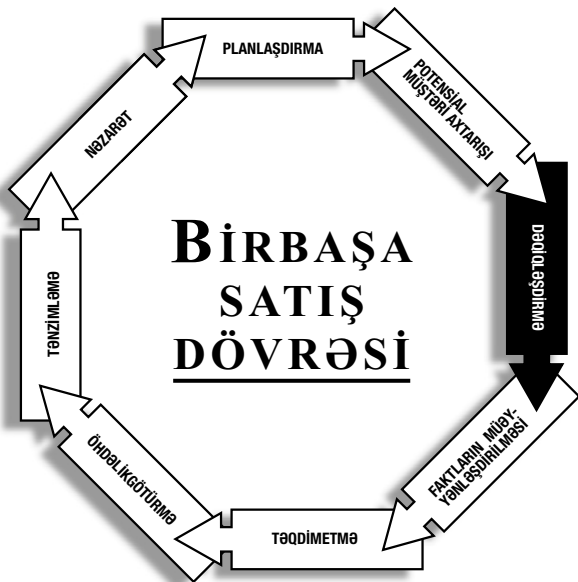 PLANLAŞDIRMA
POTENSİAL
MÜŞTƏRİ AXTARIŞI
DƏQİQLƏŞDİRMƏ
FAKTLARIN MÜƏY-
YƏNLƏŞDİRİLMƏSİ
TƏQDİMETMƏ
ÖHDƏLİKGÖTÜRMƏ
TƏNZİMLƏMƏ
NƏZARƏT
BİRBAŞA
SATIŞ
DÖVRƏSİ